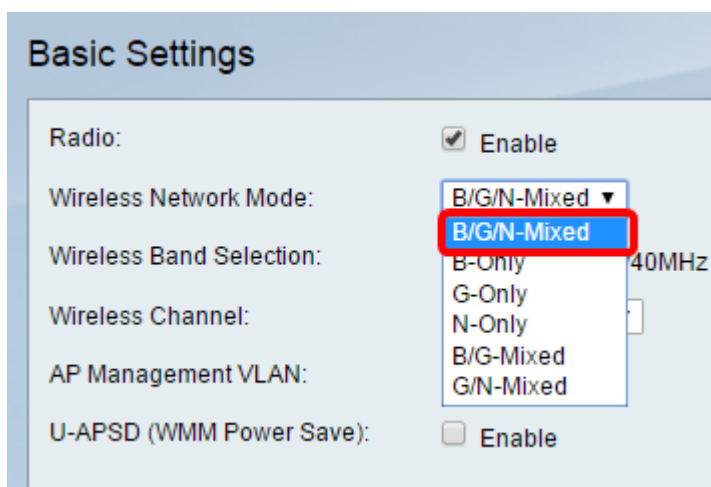 Basic Settings
Radio: Enable
Wireless Network Mode: B/G/N-Mixed
B/G/N-Mixed
Wireless Band Selection: B-Only 40MHz
G-Only
Wireless Channel: N-Only
B/G-Mixed
AP Management VLAN: G/N-Mixed
U-APSD (WMM Power Save): Enable